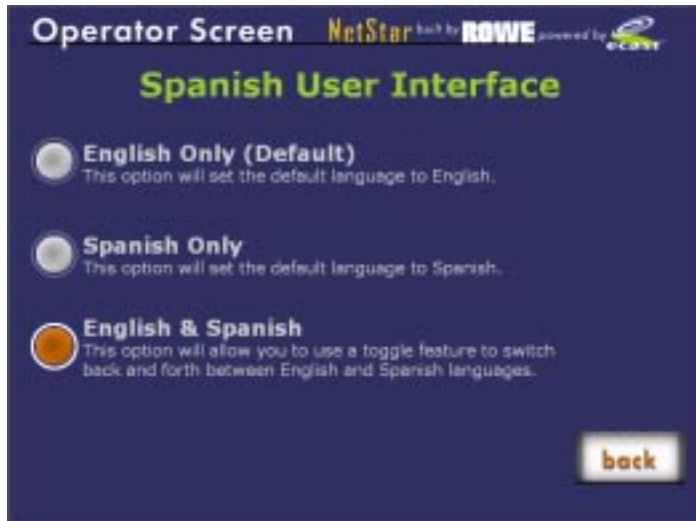 Operator Screen NetStar built by ROWE powered by ecast
Spanish User Interface
English Only (Default)
This option will set the default language to English.
Spanish Only
This option will set the default language to Spanish.
English & Spanish
This option will allow you to use a toggle feature to switch
back and forth between English and Spanish languages.
back